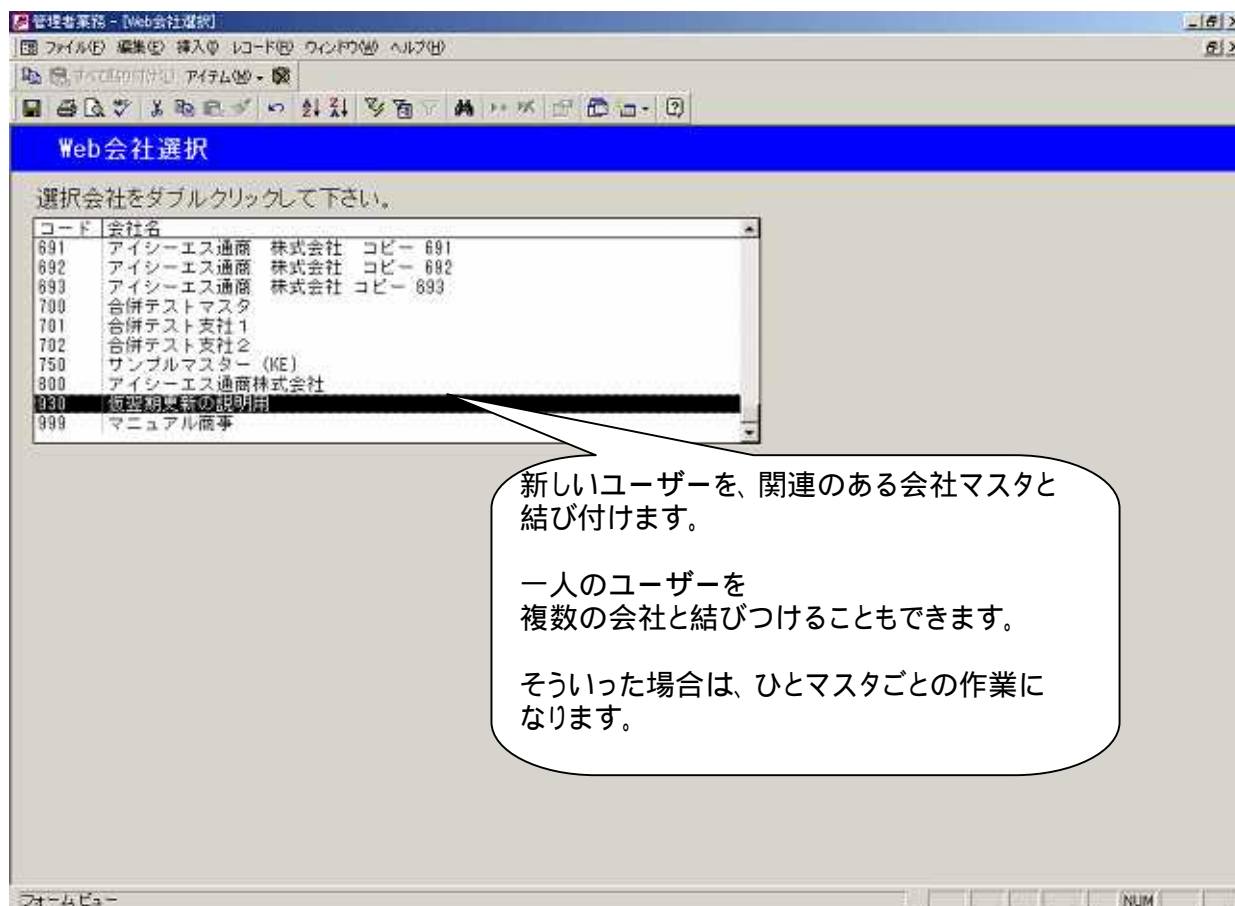 管理者業務 - [Web会社選択]
ファイル(F) 編集(E) 挿入(I) レコード(R) ウィンドウ(W) ヘルプ(H)
アイテム(M)
Web会社選択
選択会社をダブルクリックして下さい。
コード 会社名
691 アイシーエス通商 株式会社 コピー 691
692 アイシーエス通商 株式会社 コピー 692
693 アイシーエス通商 株式会社 コピー 693
700 合併テストマスタ
701 合併テスト支社1
702 合併テスト支社2
750 サンプルマスター (KE)
800 アイシーエス通商株式会社
930 仮翌期更新の説明用
999 マニュアル商事
新しいユーザーを、関連のある会社マスタと
結び付けます。
一人のユーザーを
複数の会社と結びつけることもできます。
そういった場合は、ひとマスタごとの作業に
なります。
フォームビュー NUM